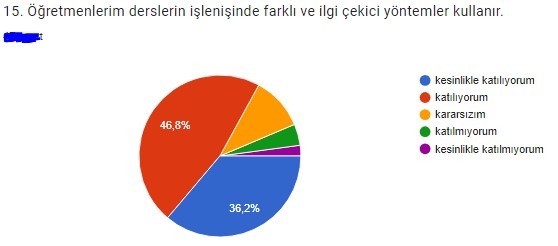 15. Öğretmenlerim derslerin işlenişinde farklı ve ilgi çekici yöntemler kullanır.
kesinlikle katılıyorum
katılıyorum
kararsızım
katılmıyorum
kesinlikle katılmıyorum
46,8%
36,2%